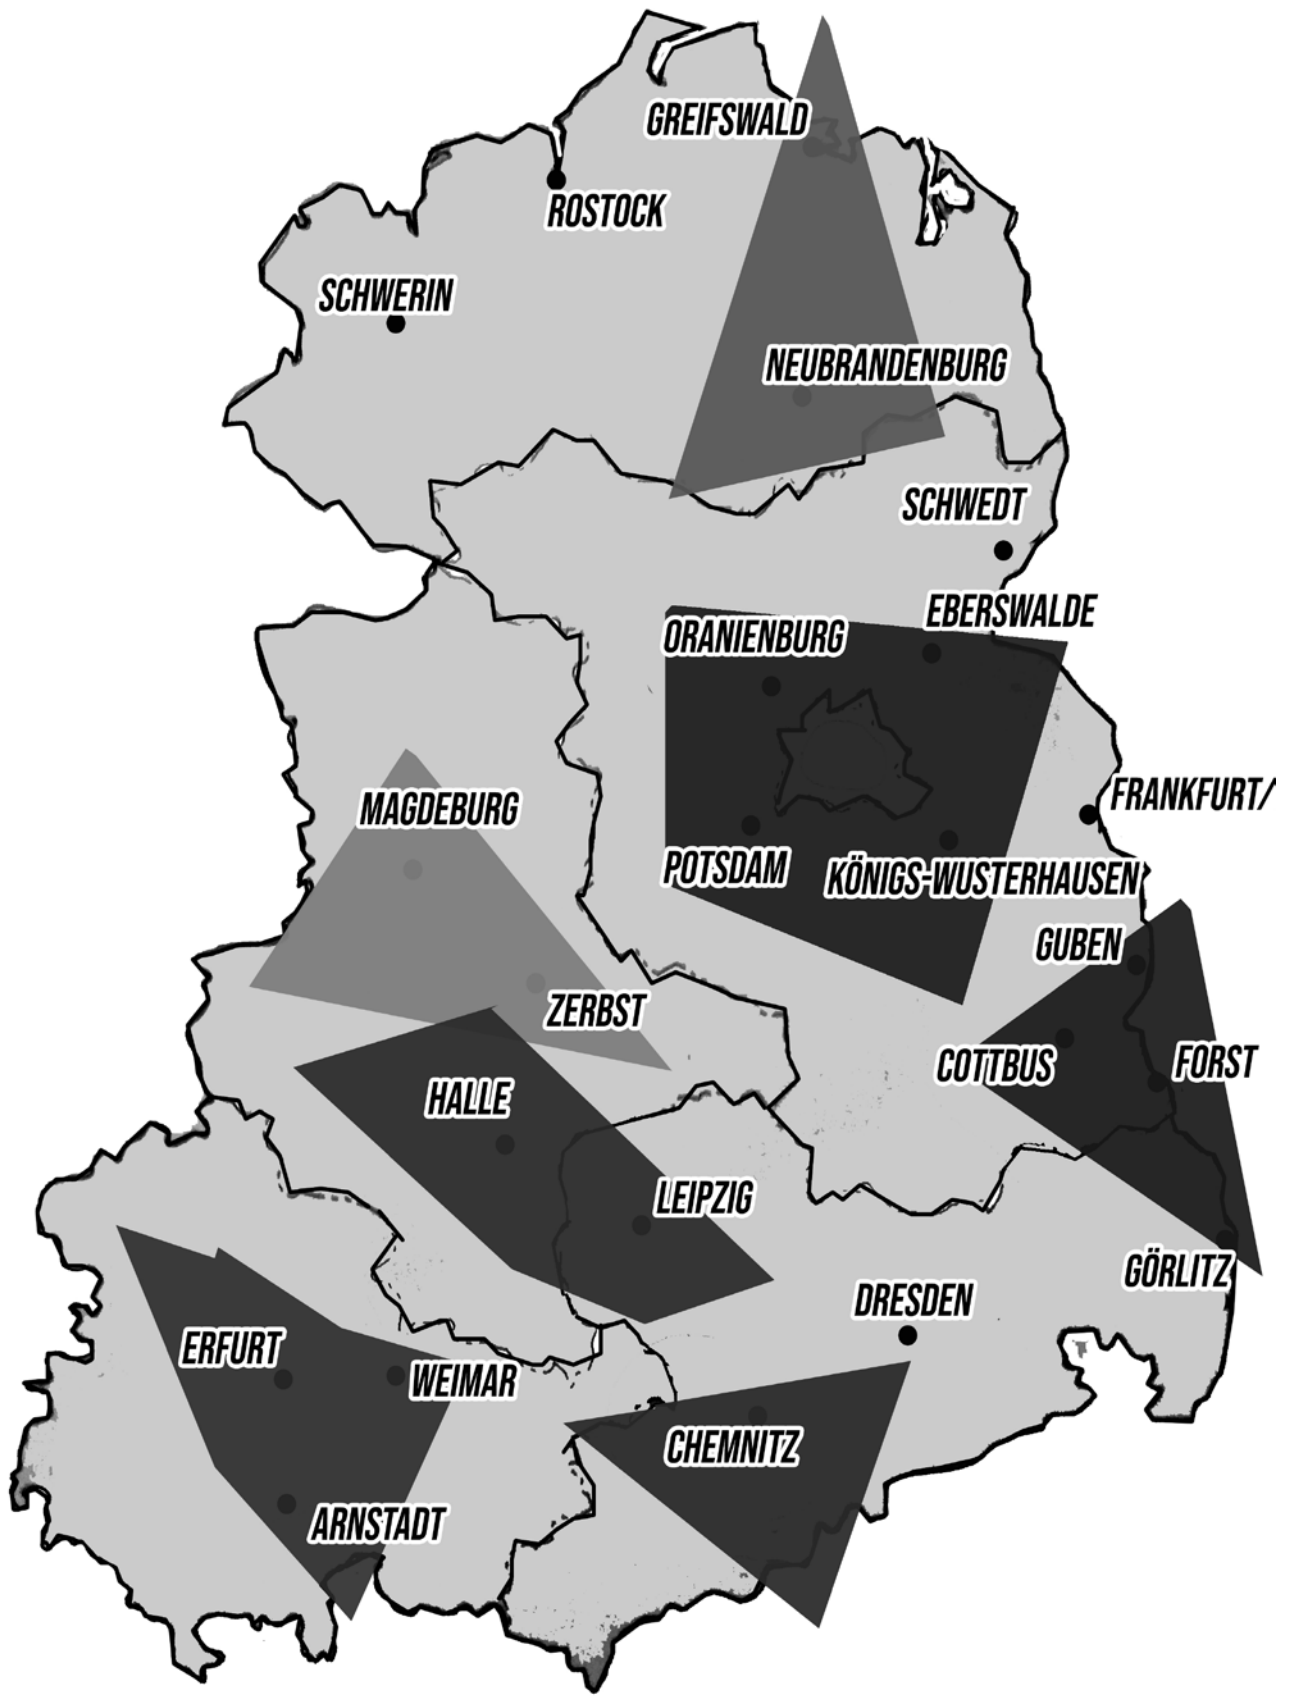 GREIFSWALD
ROSTOCK
SCHWERIN
NEUBRANDENBURG
SCHWEDT
EBERSWALDE
ORANIENBURG
FRANKFURT/
MAGDEBURG
POTSDAM
KÖNIGS-WUSTERHAUSEN
GUBEN
ZERBST
COTTBUS
FORST
HALLE
LEIPZIG
GÖRLITZ
DRESDEN
ERFURT
WEIMAR
CHEMNITZ
ARNSTADT